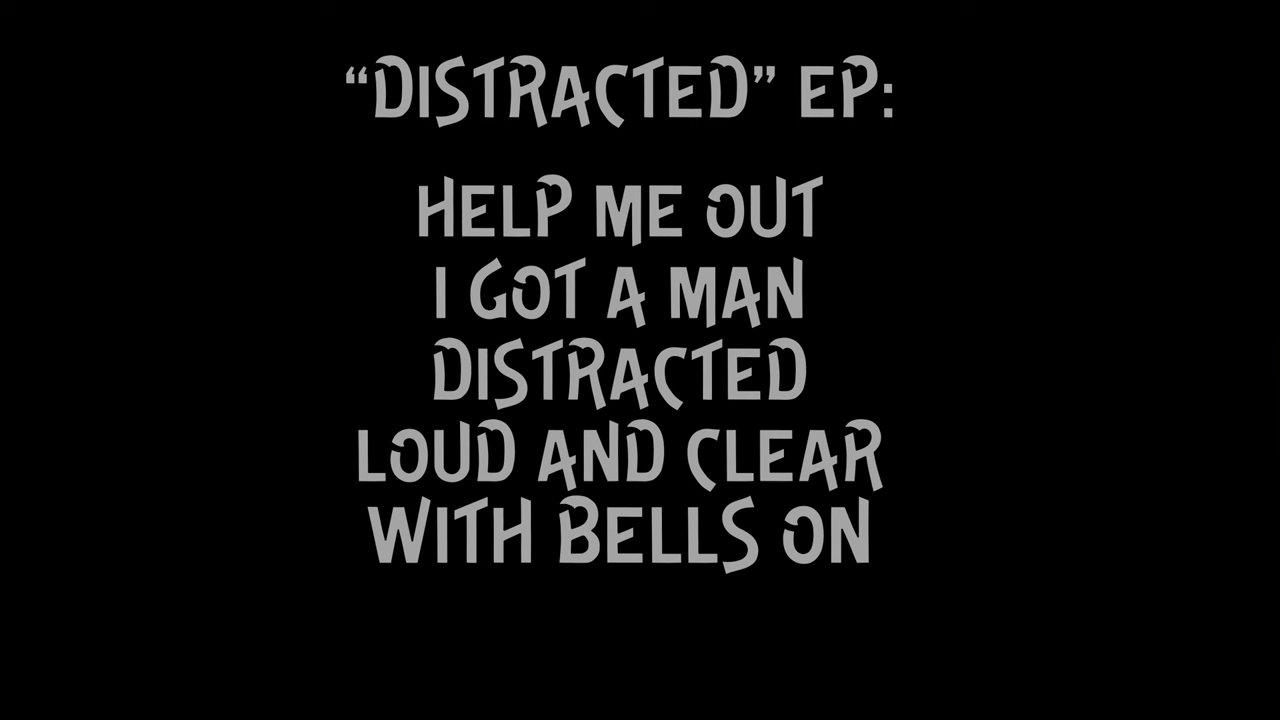 “DISTRACTED” EP:
HELP ME OUT
I GOT A MAN
DISTRACTED
LOUD AND CLEAR
WITH BELLS ON